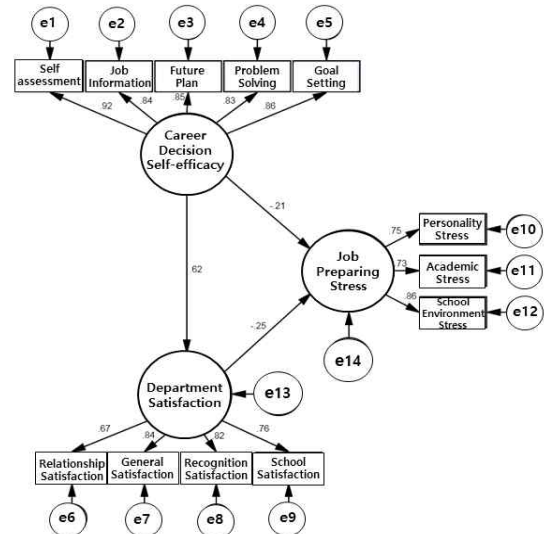 e1
e2
e3
e4
e5
Self
assessment
Job
Information
Future
Plan
Problem
Solving
Goal
Setting
.92
.84
.85
.83
.86
Career
Decision
Self-efficacy
-.21
.62
-.25
Job
Preparing
Stress
.75
.73
.86
Personality
Stress
Academic
Stress
School
Environment
Stress
e10
e11
e12
e14
Department
Satisfaction
e13
.67
.84
.82
.76
Relationship
Satisfaction
General
Satisfaction
Recognition
Satisfaction
School
Satisfaction
e6
e7
e8
e9